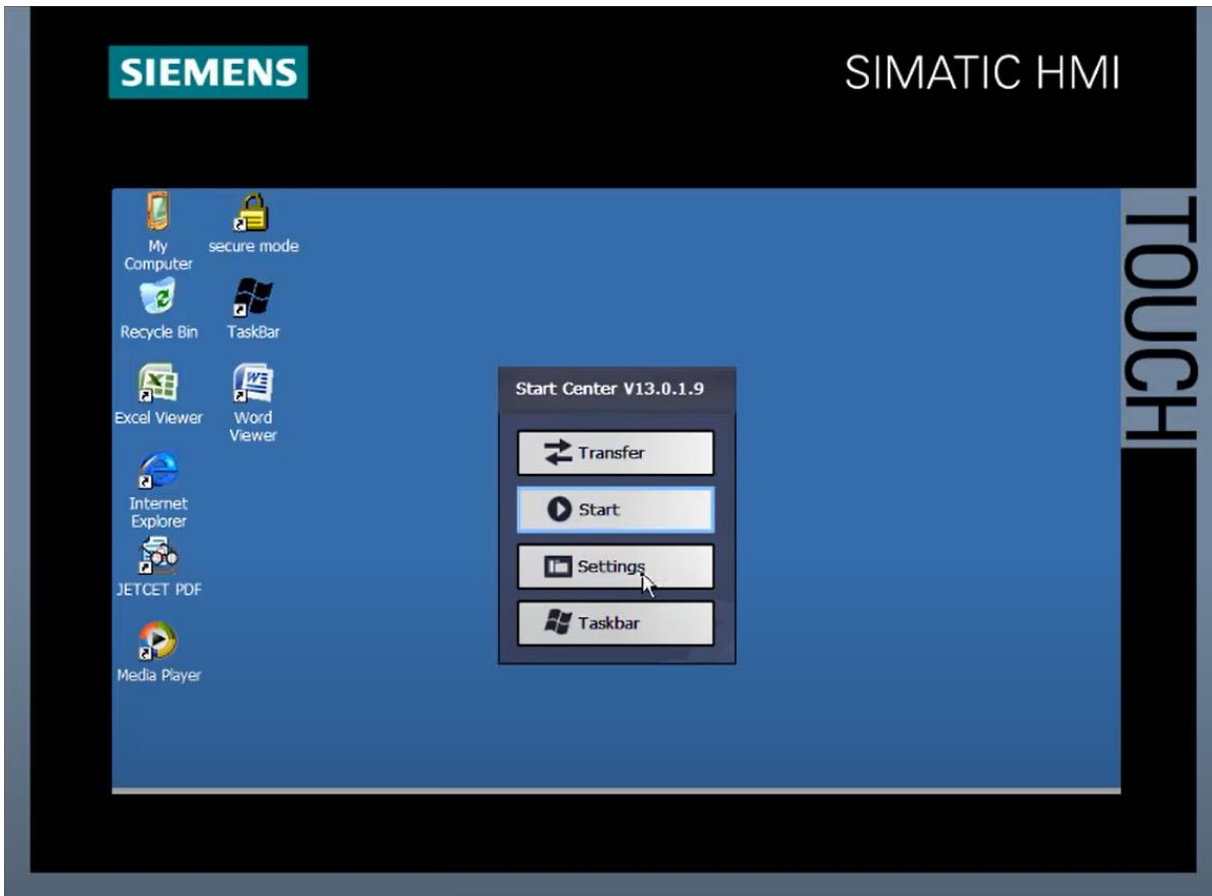 SIEMENS
SIMATIC HMI
TOUCH
My
Computer
secure mode
Recycle Bin
TaskBar
Excel Viewer
Word
Viewer
Internet
Explorer
JETCET PDF
Media Player
Start Center V13.0.1.9
Transfer
Start
Settings
Taskbar